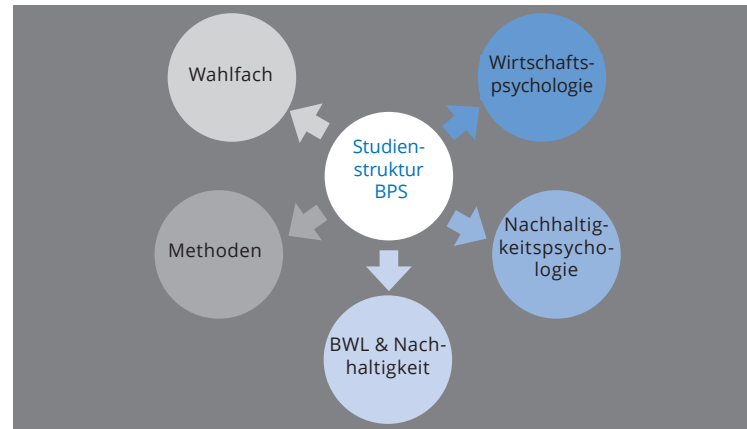 Wahlfach
Wirtschafts-
psychologie
Studien-
struktur
BPS
Methoden
Nachhaltig-
keitspsycho-
logie
BWL & Nach-
haltigkeit